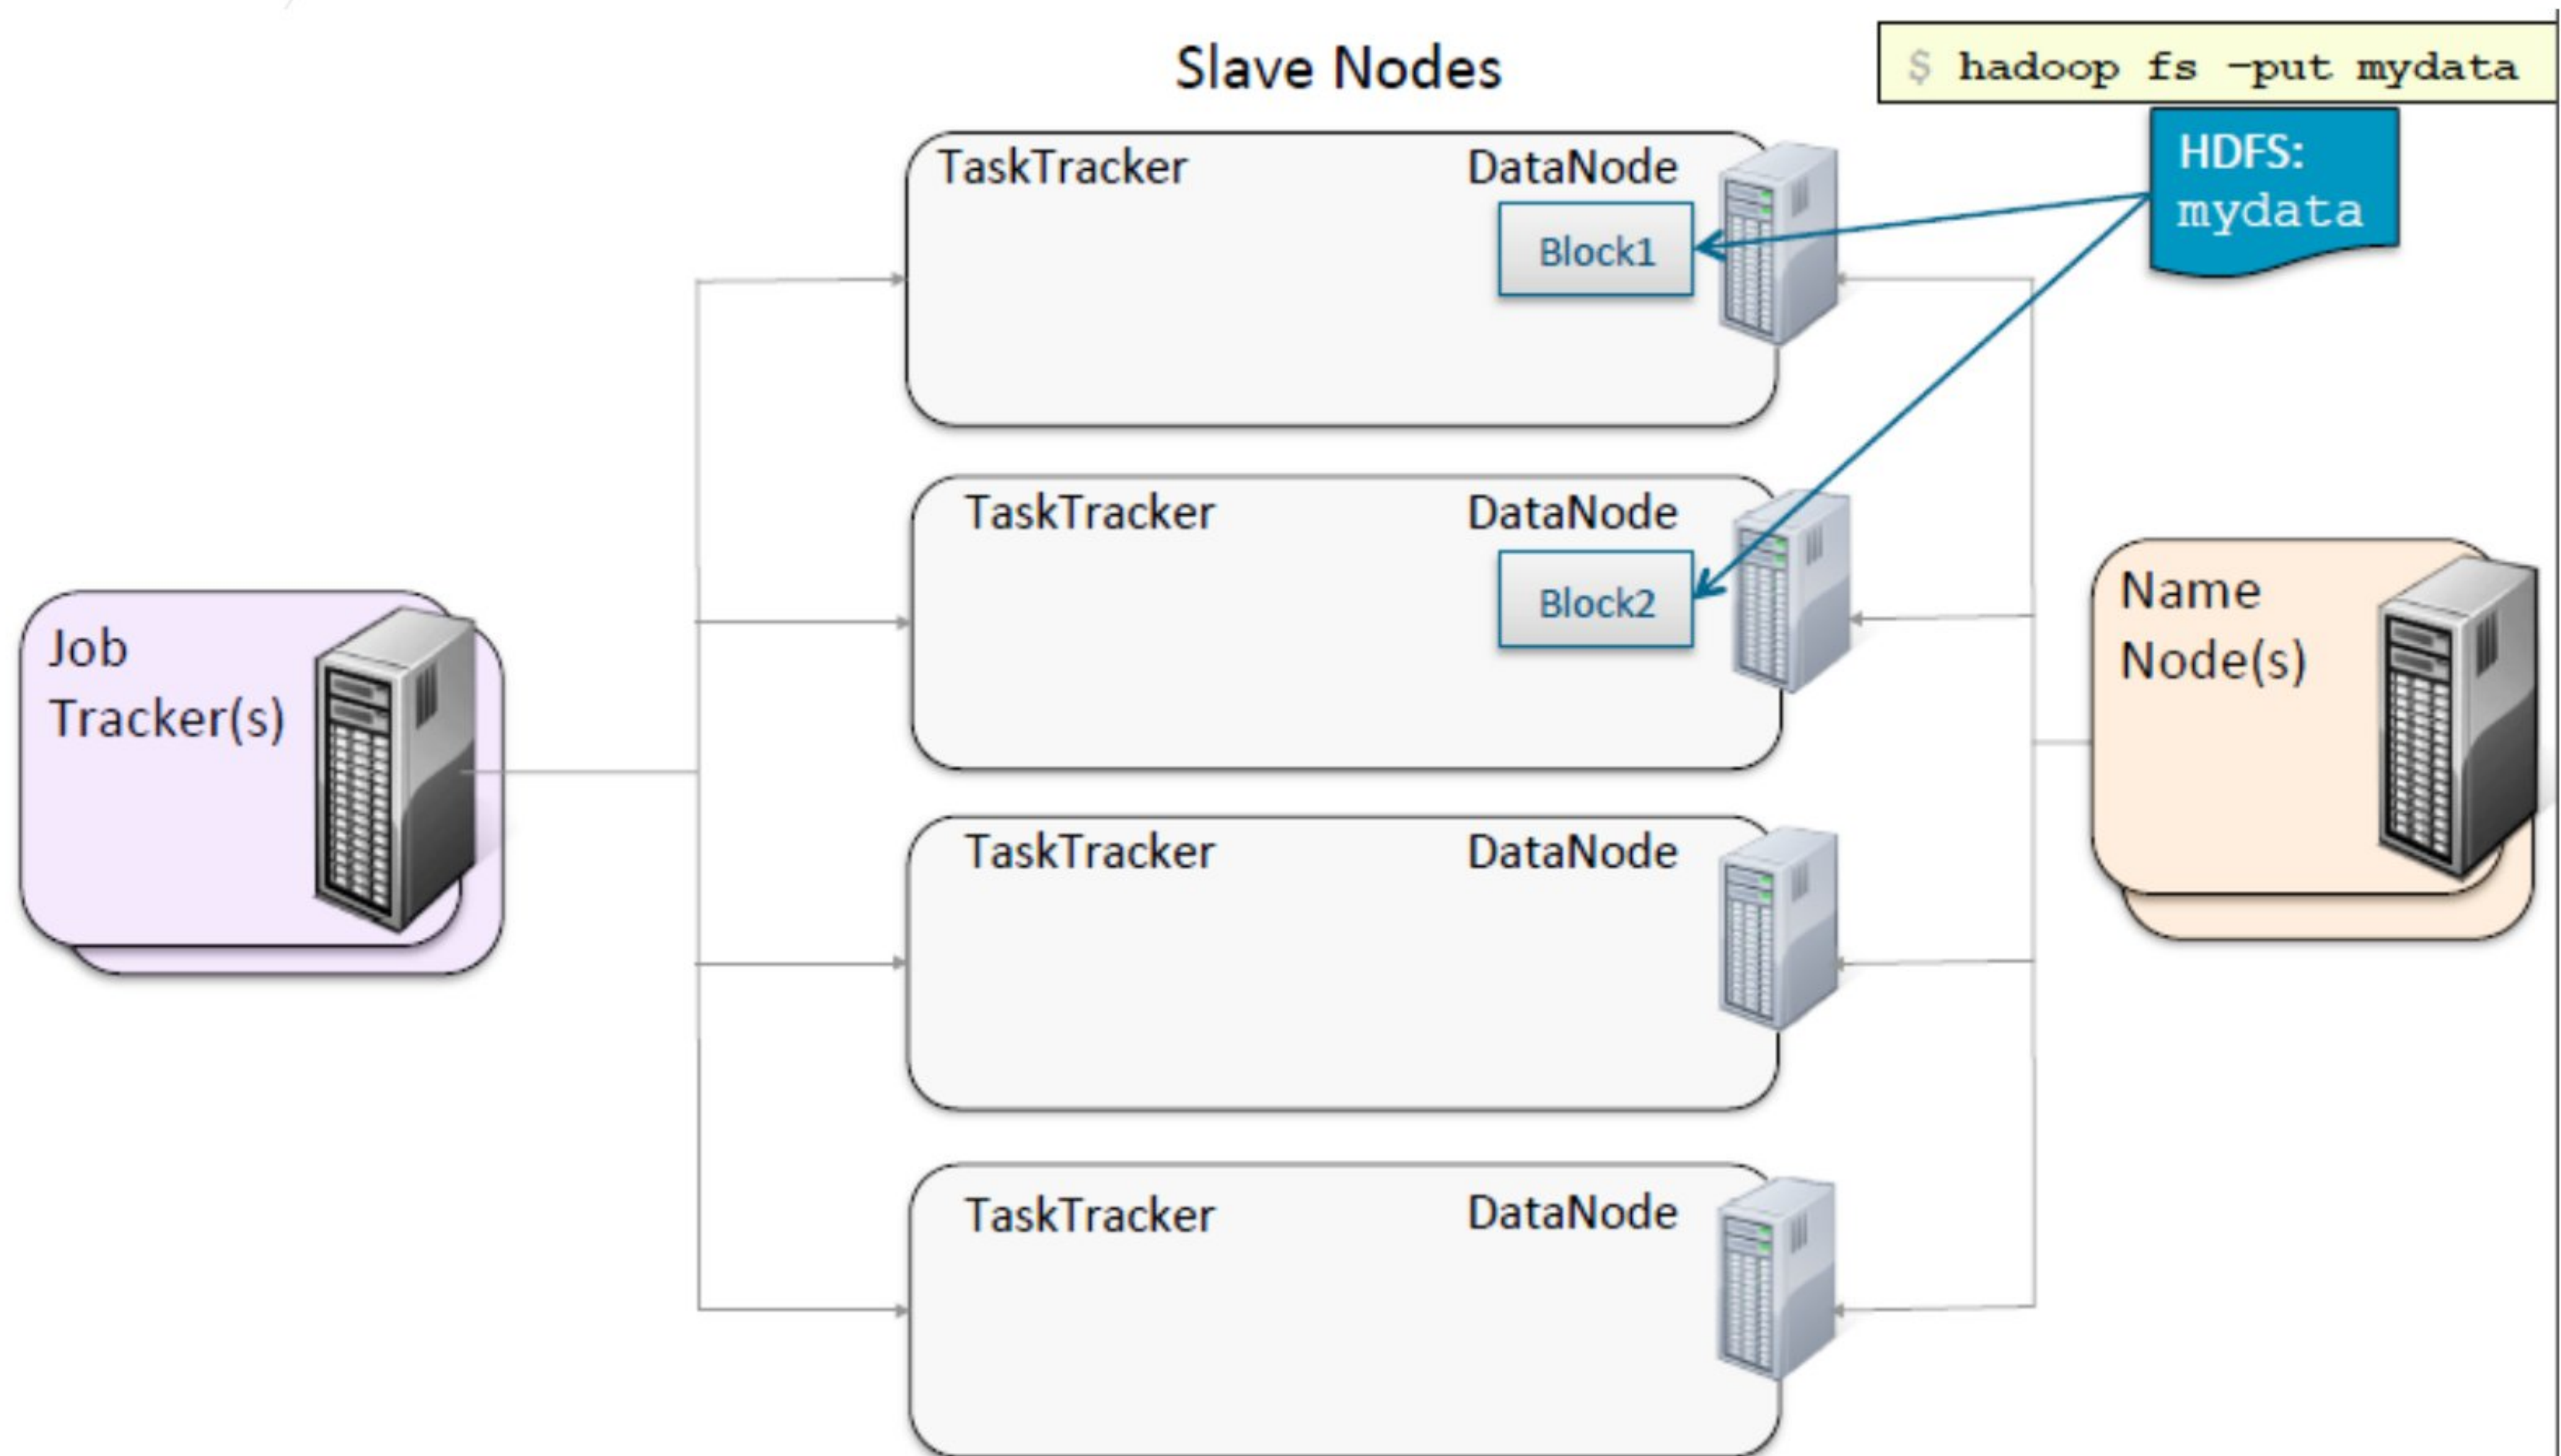 Slave Nodes
$ hadoop fs –put mydata
HDFS:
mydata
TaskTracker DataNode
Block1
TaskTracker DataNode
Block2
Job
Tracker(s)
Name
Node(s)
TaskTracker DataNode
TaskTracker DataNode